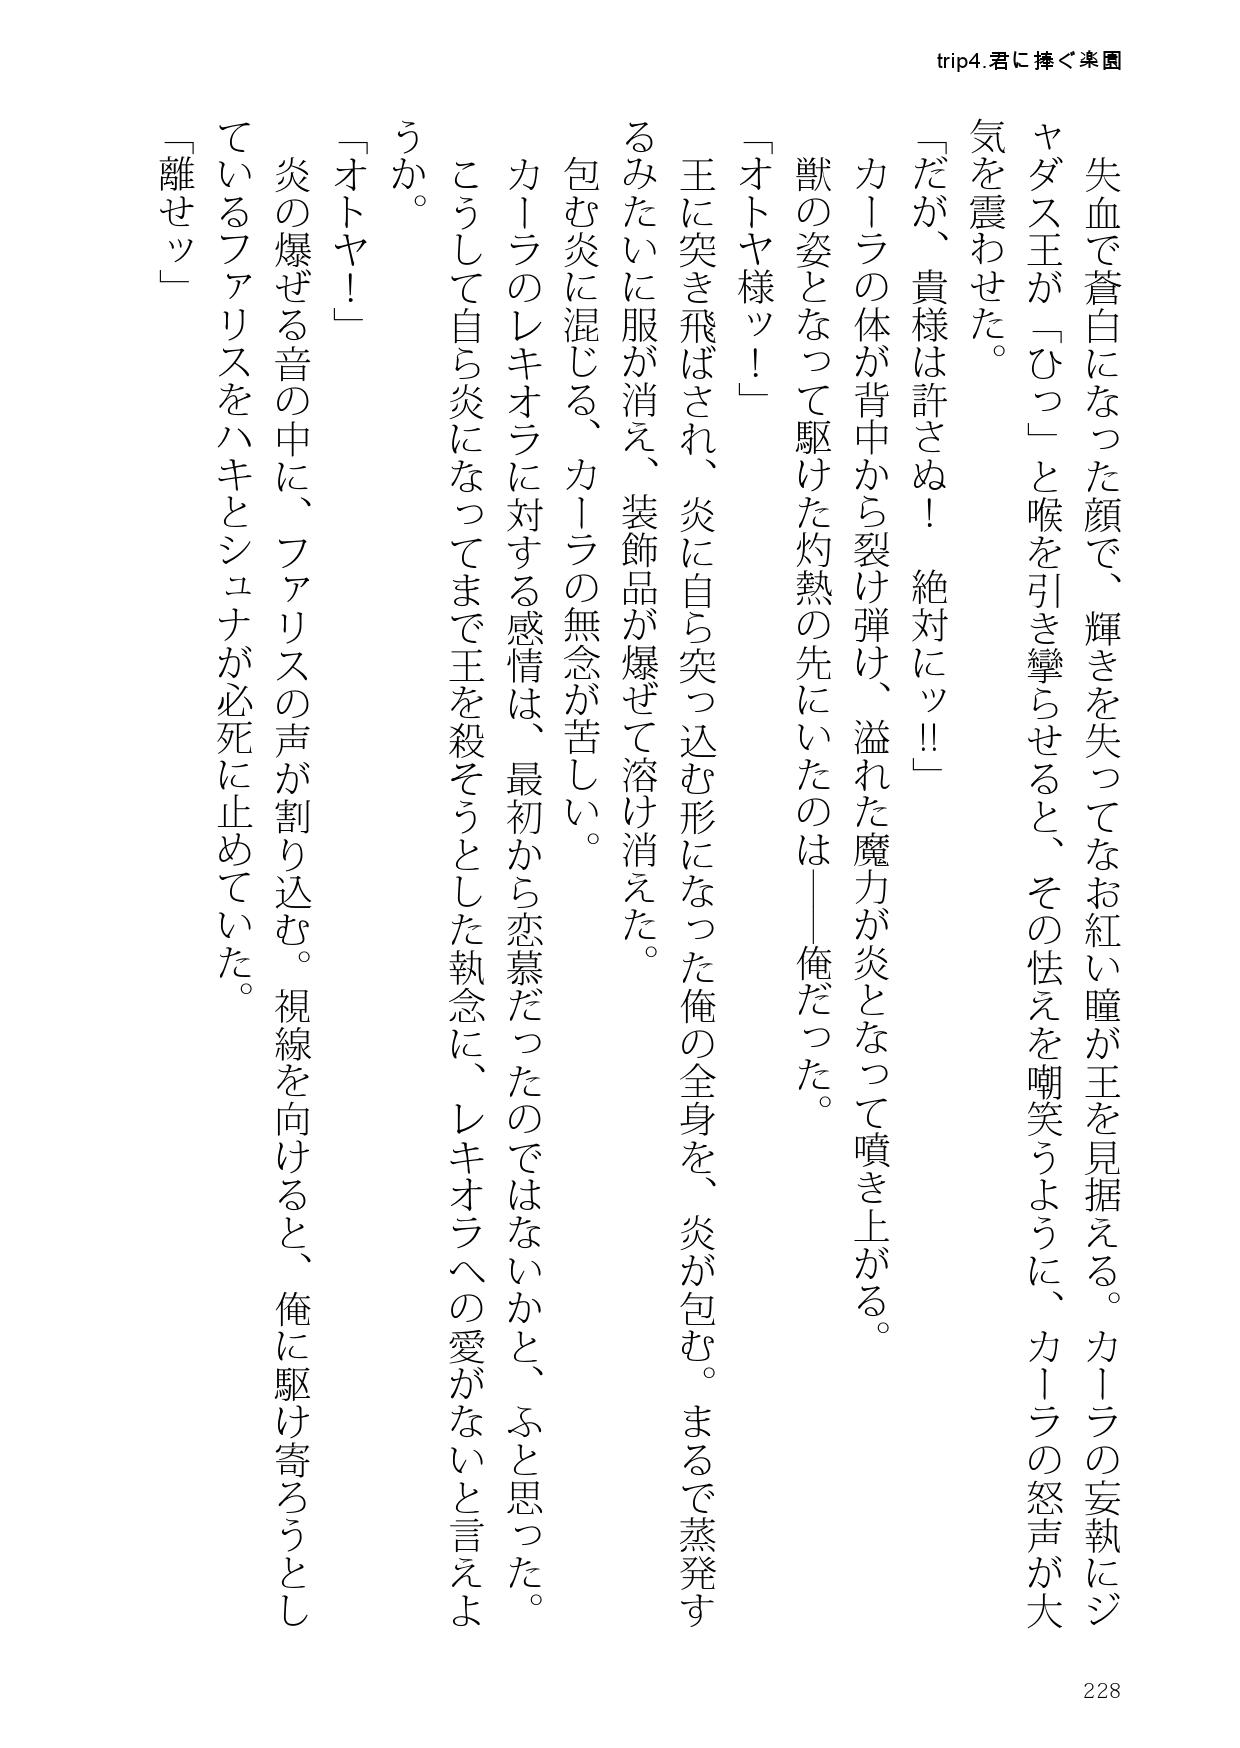 trip4.君に捧ぐ楽園
　失血で蒼白になった顔で、輝きを失ってなお紅い瞳が王を見据える。カーラの妄執にジ
ャダス王が「ひっ」と喉を引き攣らせると、その怯えを嘲笑うように、カーラの怒声が大
気を震わせた。
「だが、貴様は許さぬ！　絶対にッ‼」
　カーラの体が背中から裂け弾け、溢れた魔力が炎となって噴き上がる。
　獣の姿となって駆けた灼熱の先にいたのは――俺だった。
「オトヤ様ッ！」
　王に突き飛ばされ、炎に自ら突っ込む形になった俺の全身を、炎が包む。まるで蒸発す
るみたいに服が消え、装飾品が爆ぜて溶け消えた。
　包む炎に混じる、カーラの無念が苦しい。
　カーラのレキオラに対する感情は、最初から恋慕だったのではないかと、ふと思った。
　こうして自ら炎になってまで王を殺そうとした執念に、レキオラへの愛がないと言えよ
うか。
「オトヤ！」
　炎の爆ぜる音の中に、ファリスの声が割り込む。視線を向けると、俺に駆け寄ろうとし
ているファリスをハキとシュナが必死に止めていた。
「離せッ」
228